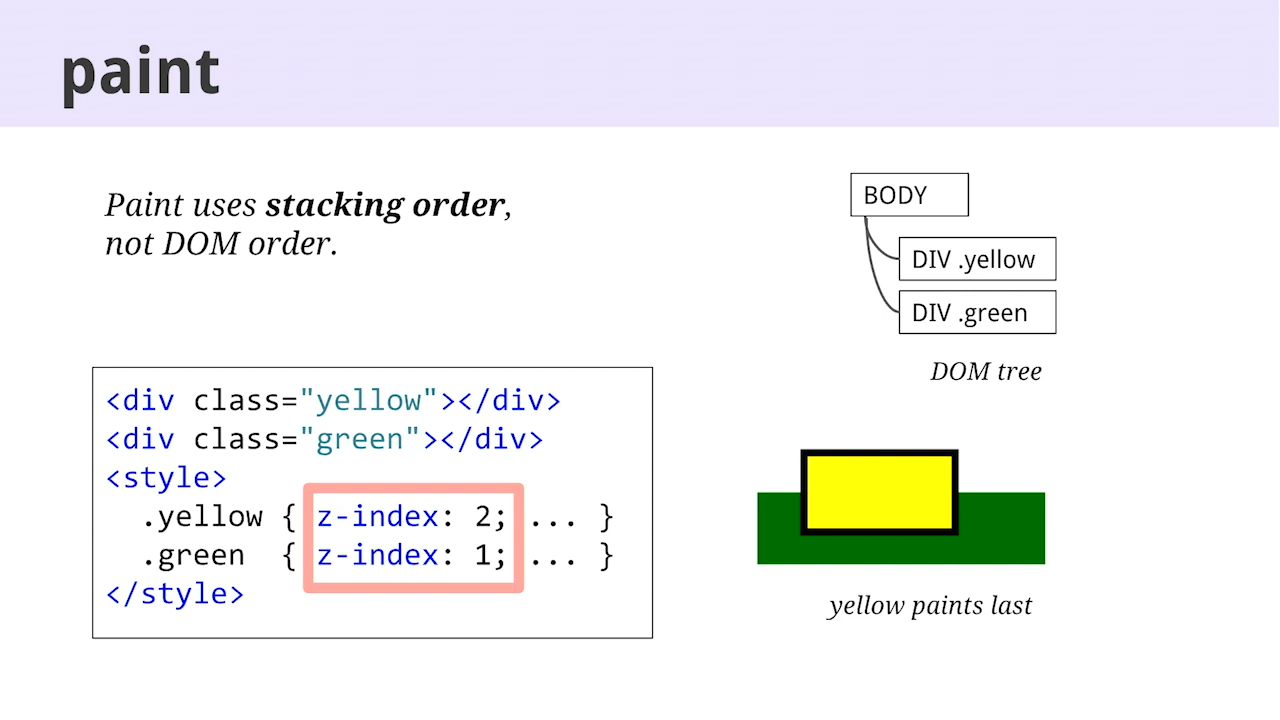 paint
Paint uses stacking order,
not DOM order.
<div class="yellow"></div>
<div class="green"></div>
<style>
  .yellow { z-index: 2; ... }
  .green  { z-index: 1; ... }
</style>
BODY
DIV .yellow
DIV .green
DOM tree
yellow paints last